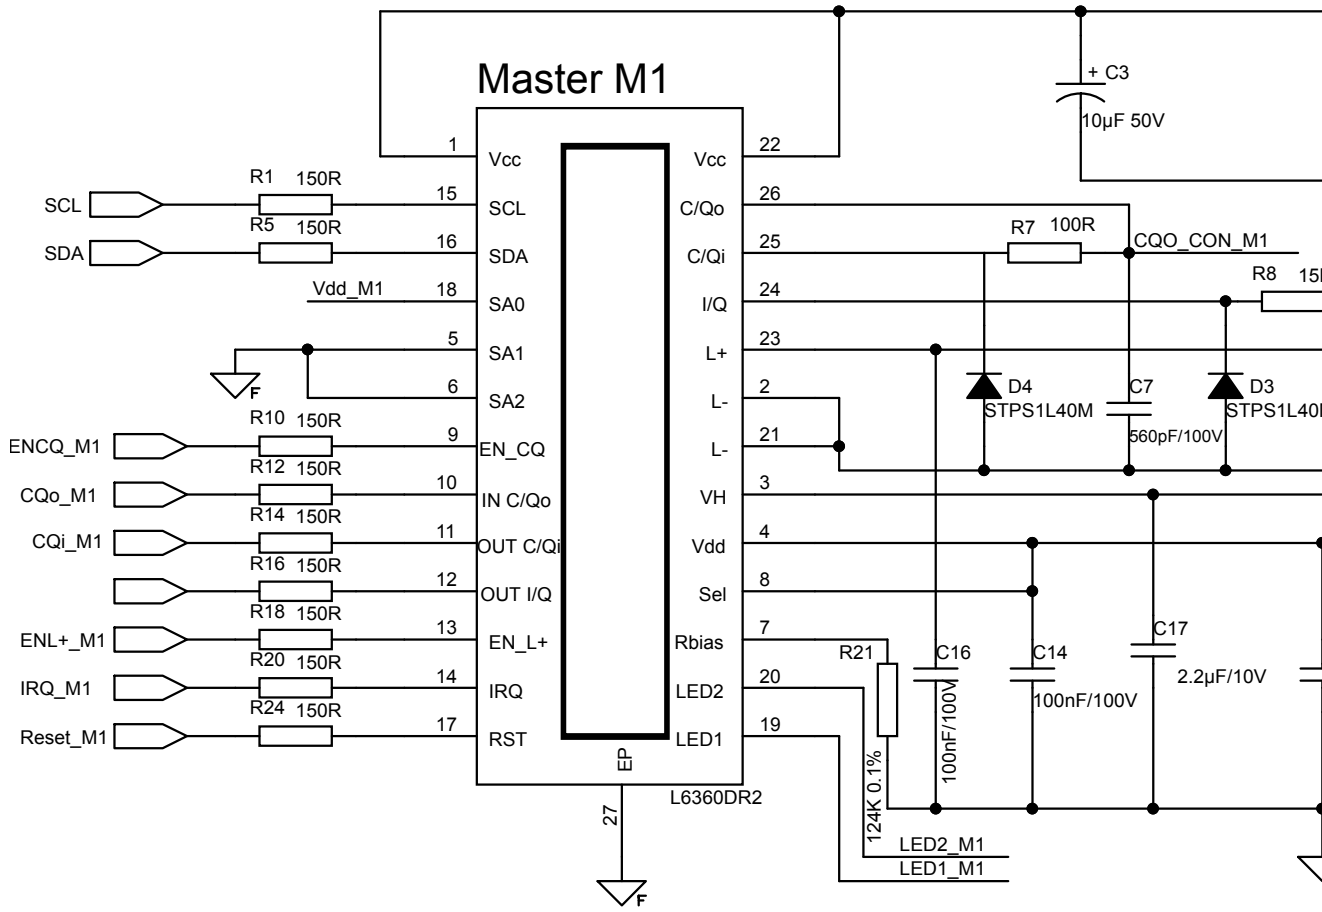 Master M1
+ C3
10µF 50V
1 Vcc
Vcc 22
SCL R1 150R 15 SCL
C/Qo 26
SDA R5 150R 16 SDA
C/Qi 25 R7 100R CQO_CON_M1
Vdd_M1 18 SA0
I/Q 24 R8
5 SA1
L+ 23
F
6 SA2
L- 2
D4
STPS1L40M
C7
560pF/100V
D3
ENCQ_M1 R10 150R 9 EN_CQ
L- 21
CQo_M1 R12 150R 10 IN C/Qo
VH 3
CQi_M1 R14 150R 11 OUT C/Qi
Vdd 4
R16 150R 12 OUT I/Q
Sel 8
ENL+_M1 R18 150R 13 EN_L+
Rbias 7
R21
124K 0.1%
C16
100nF/100V
C14
100nF/100V
C17
2.2µF/10V
IRQ_M1 R20 150R 14 IRQ
LED2 20
Reset_M1 R24 150R 17 RST
LED1 19
EP
L6360DR2
27
F
LED2_M1
LED1_M1